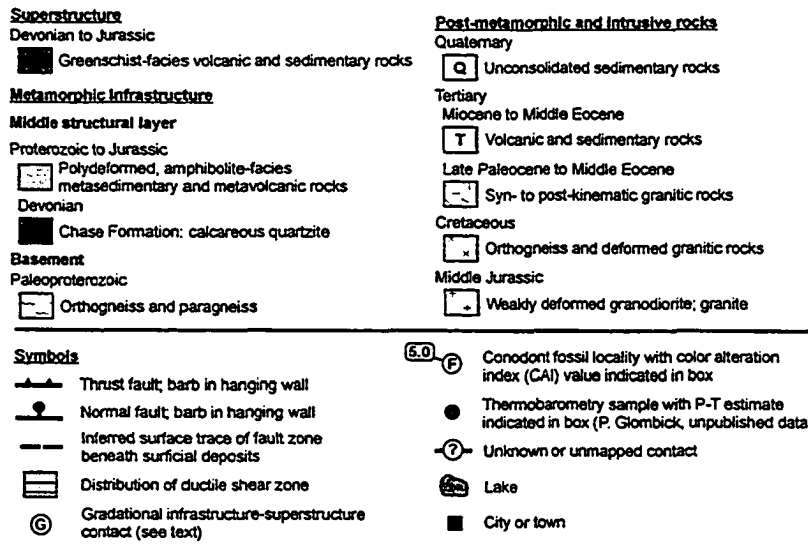 Superstructure
Devonian to Jurassic
Greenschist-facies volcanic and sedimentary rocks
Metamorphic Infrastructure
Middle structural layer
Proterozoic to Jurassic
Polydeformed, amphibolite-facies
metasedimentary and metavolcanic rocks
Devonian
Chase Formation: calcareous quartzite
Basement
Paleoproterozoic
Orthogneiss and paragneiss
Post-metamorphic and intrusive rocks
Quaternary
Q Unconsolidated sedimentary rocks
Tertiary
Miocene to Middle Eocene
T Volcanic and sedimentary rocks
Late Paleocene to Middle Eocene
Syn- to post-kinematic granitic rocks
Cretaceous
Orthogneiss and deformed granitic rocks
Middle Jurassic
Weakly deformed granodiorite; granite
Symbols
Thrust fault; barb in hanging wall
Normal fault; barb in hanging wall
Inferred surface trace of fault zone
beneath surficial deposits
Distribution of ductile shear zone
G Gradational infrastructure-superstructure
contact (see text)
5.0 F Conodont fossil locality with color alteration
index (CAI) value indicated in box
Thermobarometry sample with P-T estimate
indicated in box (P. Glombick, unpublished data
? Unknown or unmapped contact
Lake
City or town